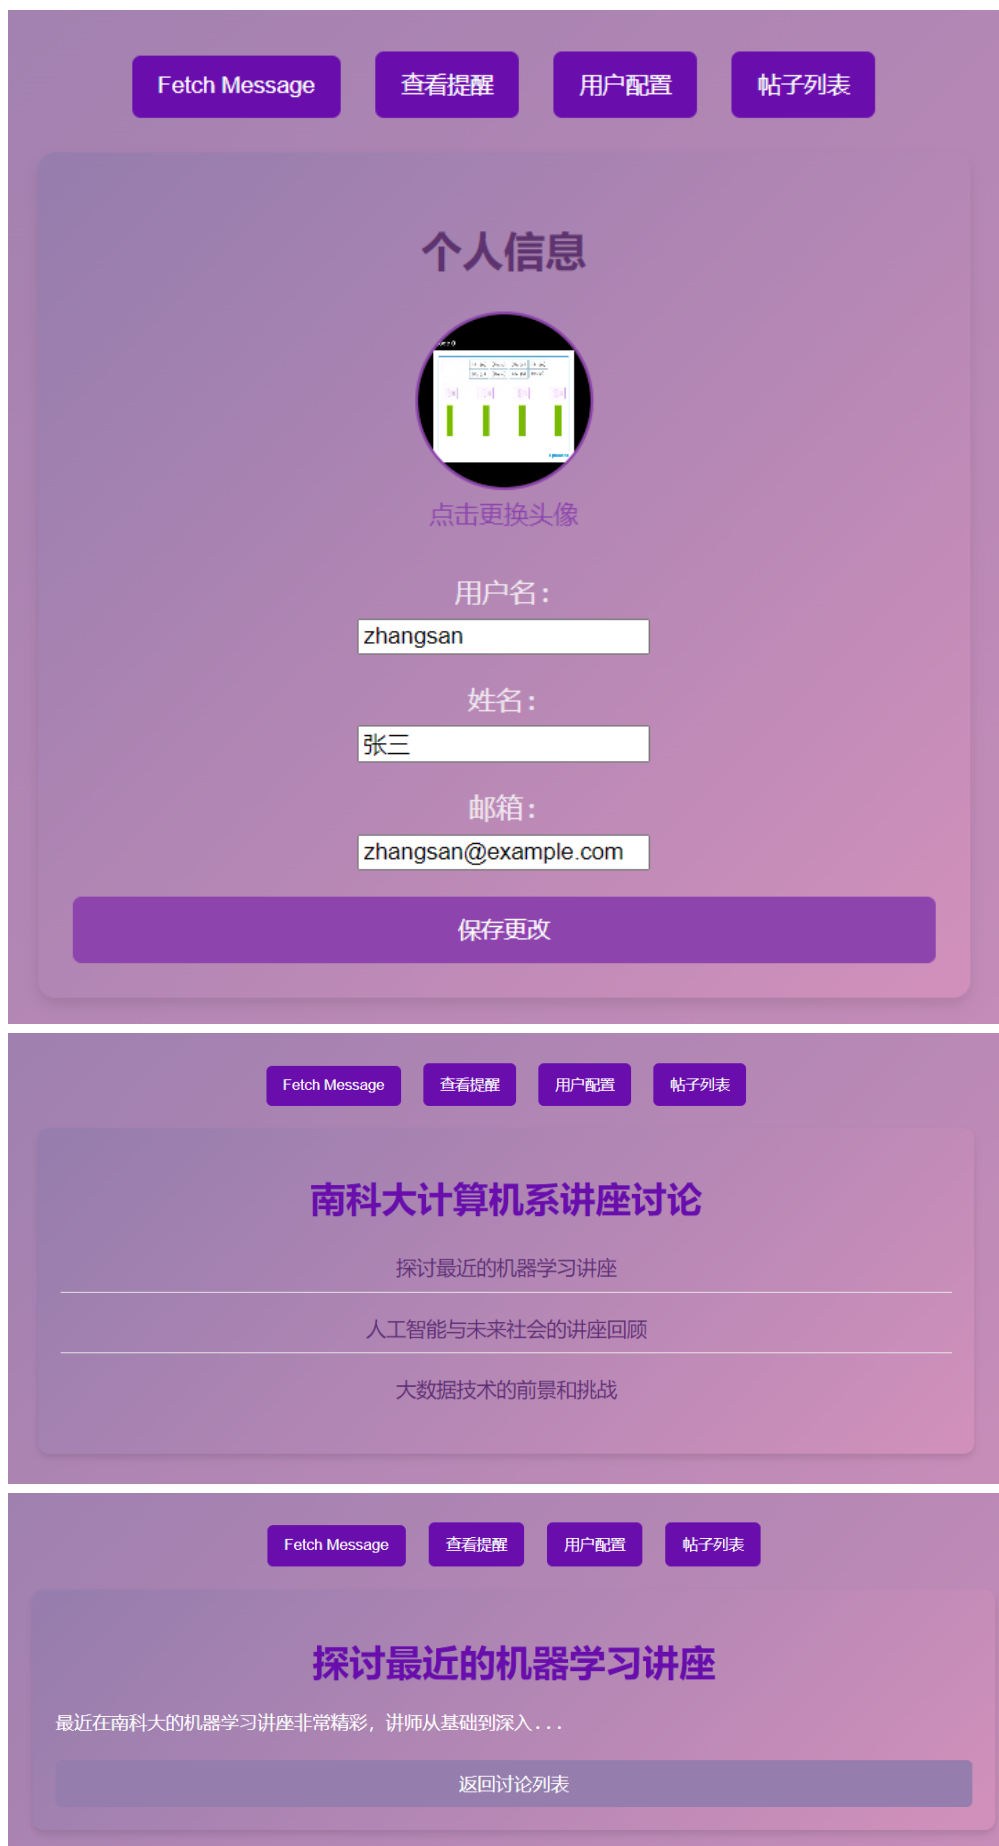 Fetch Message 查看提醒 用户配置 帖子列表
个人信息
点击更换头像
用户名：
zhangsan
姓名：
张三
邮箱：
zhangsan@example.com
保存更改
Fetch Message 查看提醒 用户配置 帖子列表
南科大计算机系讲座讨论
探讨最近的机器学习讲座
人工智能与未来社会的讲座回顾
大数据技术的前景和挑战
Fetch Message 查看提醒 用户配置 帖子列表
探讨最近的机器学习讲座
最近在南科大的机器学习讲座非常精彩，讲师从基础到深入...
返回讨论列表